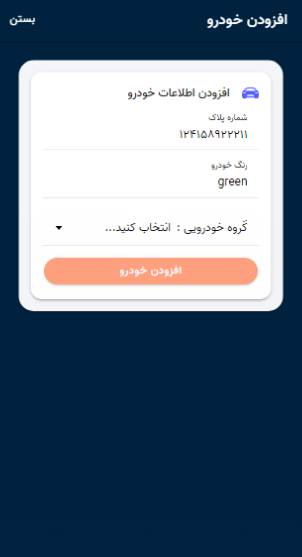 افزودن خودرو
بستن
افزودن اطلاعات خودرو
شماره پلاک
۱۲۴۱۵۸۹۲۲۲۱۱
رنگ خودرو
green
گروه خودرویی : انتخاب کنید...
افزودن خودرو